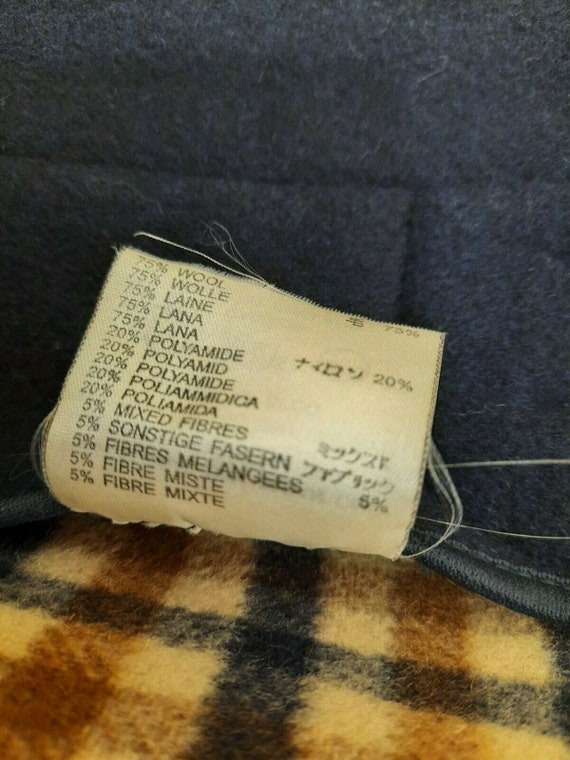 75% WOOL
75% WOLLE
75% LAINE
75% LANA
75% LANA
20% POLYAMIDE
20% POLYAMID
20% POLYAMIDE
20% POLIAMMIDICA
20% POLIAMIDA
5% MIXED FIBRES
5% SONSTIGE FASERN
5% FIBRES MELANGEES
5% FIBRE MISTE
5% FIBRE MIXTE
毛 75%
ナイロン 20%
ミックスド
ファイブリック
5%